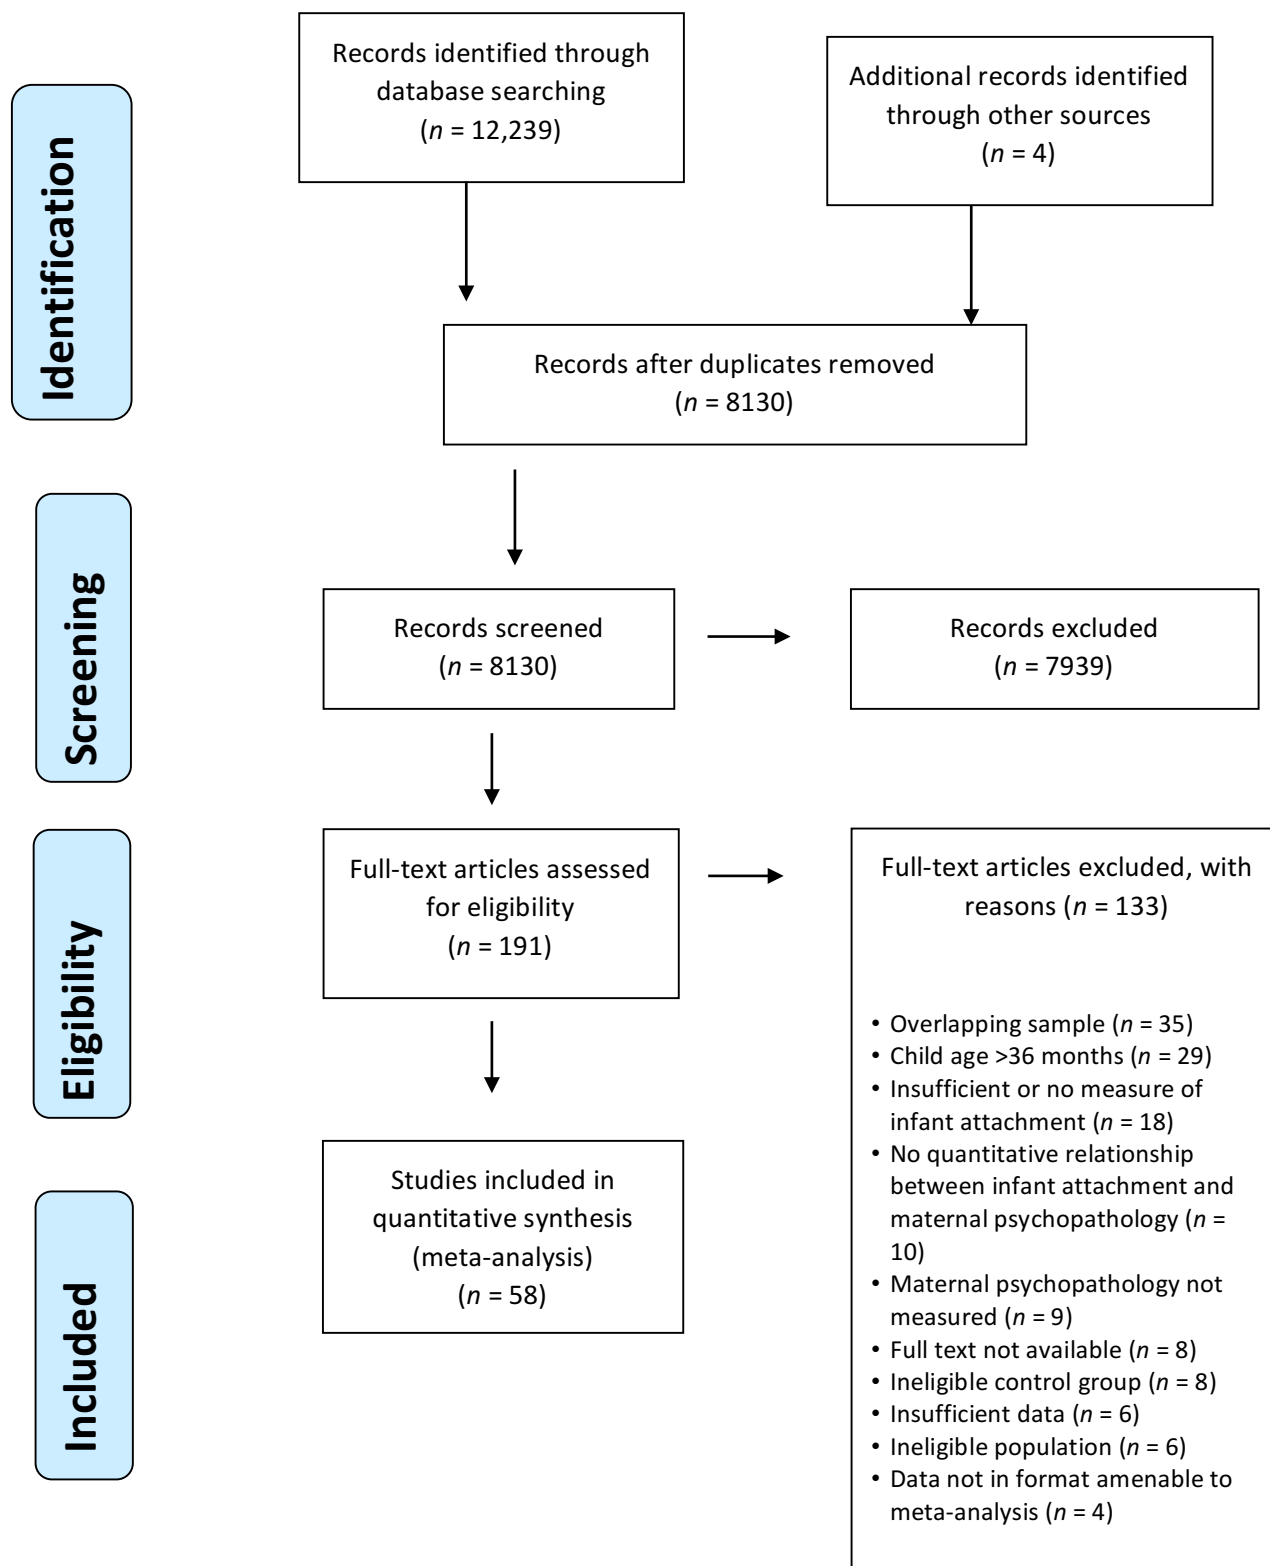 Identification
Records identified through
database searching
(n = 12,239)
Additional records identified
through other sources
(n = 4)
Records after duplicates removed
(n = 8130)
Screening
Records screened
(n = 8130)
Records excluded
(n = 7939)
Eligibility
Full-text articles assessed
for eligibility
(n = 191)
Full-text articles excluded, with
reasons (n = 133)
• Overlapping sample (n = 35)
• Child age >36 months (n = 29)
• Insufficient or no measure of
infant attachment (n = 18)
• No quantitative relationship
between infant attachment and
maternal psychopathology (n =
10)
• Maternal psychopathology not
measured (n = 9)
• Full text not available (n = 8)
• Ineligible control group (n = 8)
• Insufficient data (n = 6)
• Ineligible population (n = 6)
• Data not in format amenable to
meta-analysis (n = 4)
Included
Studies included in
quantitative synthesis
(meta-analysis)
(n = 58)